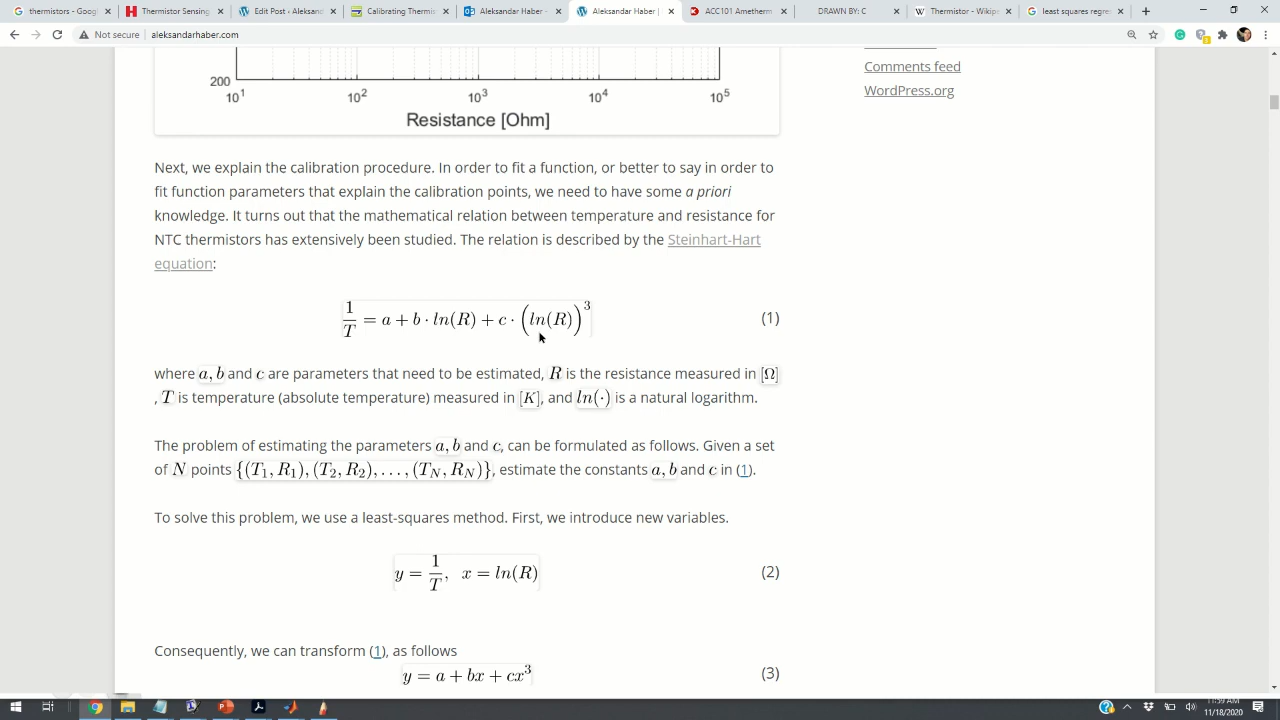 thermistors - Goog
Thermistor Sensing
Edit Post ‹ Aleksand
Calibrating Thermis
Aleksandar Haber -
Aleksandar Haber |
ACC101 Ametherm
DRAWN BY: C
Thermistor - Wikip
least squares regre
Not secure | aleksandarhaber.com
Comments feed
WordPress.org
200
10^1 10^2 10^3 10^4 10^5
Resistance [Ohm]
Next, we explain the calibration procedure. In order to fit a function, or better to say in order to
fit function parameters that explain the calibration points, we need to have some a priori
knowledge. It turns out that the mathematical relation between temperature and resistance for
NTC thermistors has extensively been studied. The relation is described by the Steinhart-Hart
equation:
1/T = a + b · ln(R) + c · (ln(R))^3 (1)
where a, b and c are parameters that need to be estimated, R is the resistance measured in [Ω]
, T is temperature (absolute temperature) measured in [K], and ln(·) is a natural logarithm.
The problem of estimating the parameters a, b and c, can be formulated as follows. Given a set
of N points {(T_1, R_1), (T_2, R_2), . . . , (T_N, R_N)}, estimate the constants a, b and c in (1).
To solve this problem, we use a least-squares method. First, we introduce new variables.
y = 1/T, x = ln(R) (2)
Consequently, we can transform (1), as follows
y = a + bx + cx^3 (3)
11:59 AM
11/18/2020